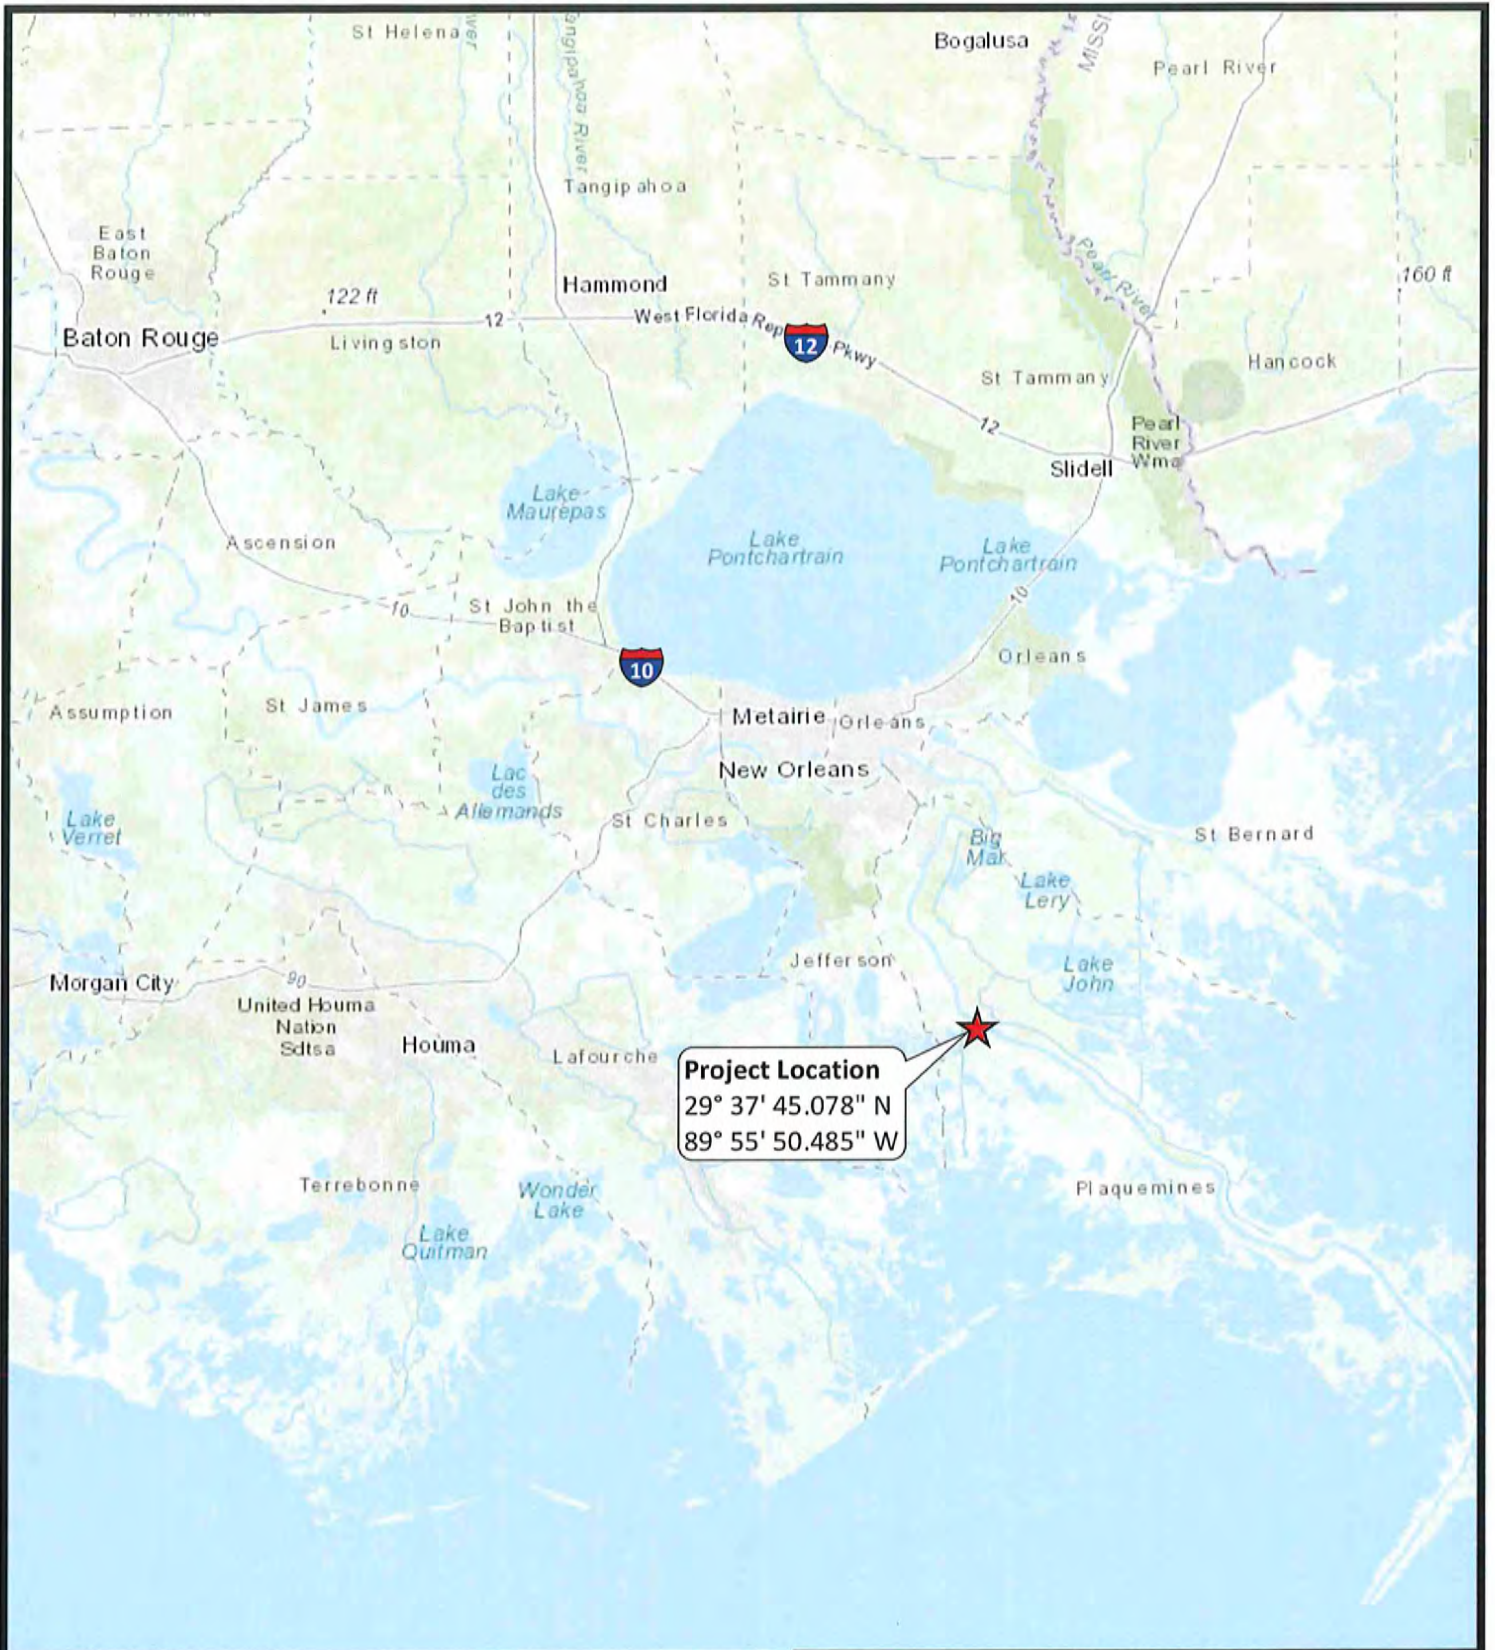 St Helena
Bogalusa
MISSI
Pearl River
Tangipahoa
East
Baton
Rouge
Hammond
St Tammany
160 ft
122 ft
12
West Florida Rep
12
Pkwy
Baton Rouge
Livingston
Pearl River
Hancock
St Tammany
12
Pearl
River
Wma
Slidell
Lake
Maurepas
Lake
Pontchartrain
Lake
Pontchartrain
Ascension
10
10
St John the
Baptist
10
Orleans
Assumption
St James
Metairie
Orleans
New Orleans
Lac
des
Allemands
Lake
Verret
St Charles
St Bernard
Big
Mar
Lake
Lery
Jefferson
Lake
John
Morgan City
90
United Houma
Nation
Sdtsa
Houma
Lafourche
Project Location
29° 37' 45.078" N
89° 55' 50.485" W
Terrebonne
Wonder
Lake
Plaquemines
Lake
Quitman